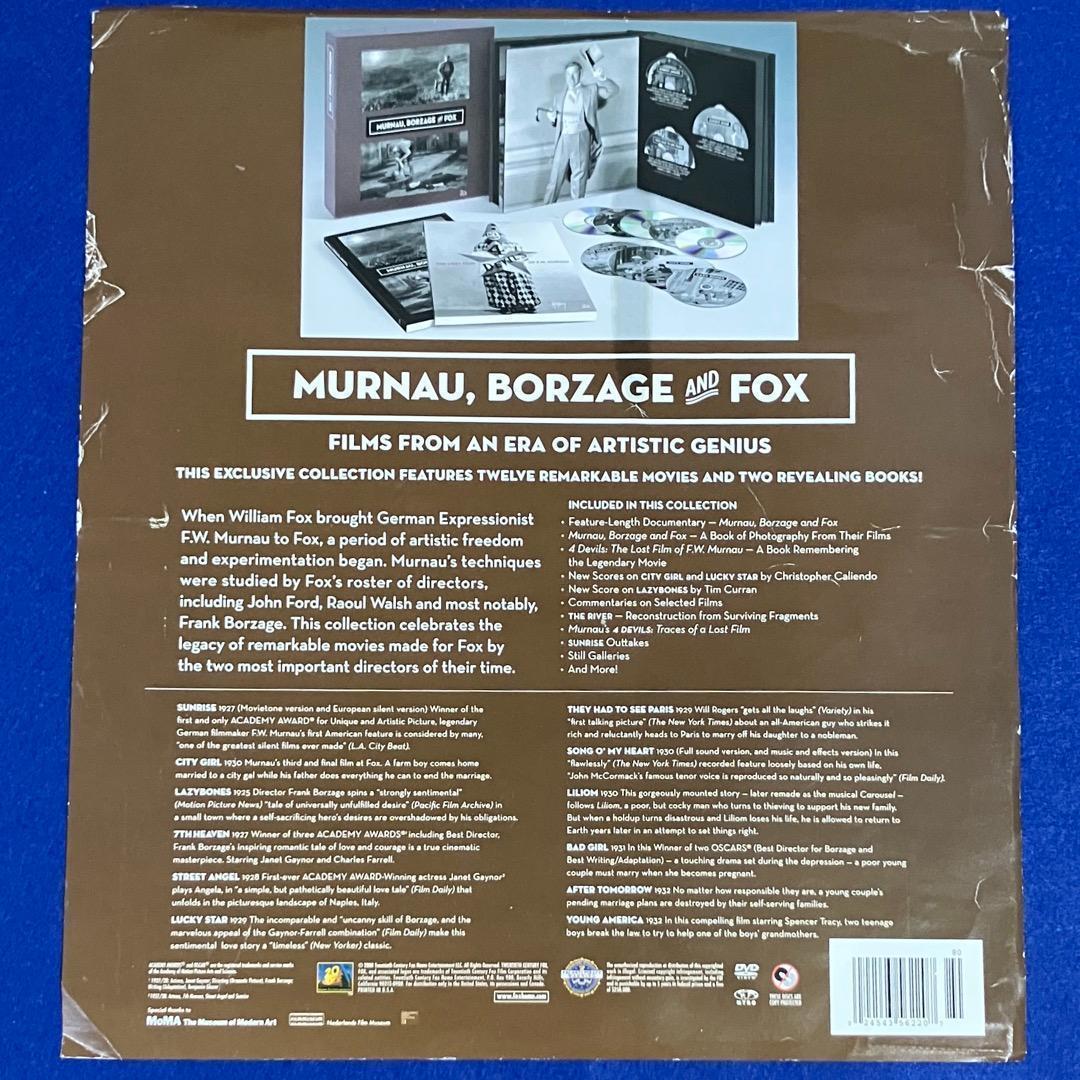 MURNAU, BORZAGE AND FOX
MURNAU, BORZAGE AND FOX
FILMS FROM AN ERA OF ARTISTIC GENIUS
THIS EXCLUSIVE COLLECTION FEATURES TWELVE REMARKABLE MOVIES AND TWO REVEALING BOOKS!
When William Fox brought German Expressionist
F.W. Murnau to Fox, a period of artistic freedom
and experimentation began. Murnau's techniques
were studied by Fox's roster of directors,
including John Ford, Raoul Walsh and most notably,
Frank Borzage. This collection celebrates the
legacy of remarkable movies made for Fox by
the two most important directors of their time.
INCLUDED IN THIS COLLECTION
• Feature-Length Documentary – Murnau, Borzage and Fox
• Murnau, Borzage and Fox – A Book of Photography From Their Films
• 4 Devils: The Lost Film of F.W. Murnau – A Book Remembering
the Legendary Movie
• New Scores on CITY GIRL and LUCKY STAR by Christopher Caliendo
• New Score on LAZYBONES by Tim Curran
• Commentaries on Selected Films
• THE RIVER – Reconstruction from Surviving Fragments
• Murnau's 4 DEVILS: Traces of a Lost Film
• SUNRISE Outtakes
• Still Galleries
• And More!
SUNRISE 1927 (Movietone version and European silent version) Winner of the
first and only ACADEMY AWARD® for Unique and Artistic Picture, legendary
German filmmaker F.W. Murnau's first American feature is considered by many,
"one of the greatest silent films ever made" (L.A. City Beat).
CITY GIRL 1930 Murnau's third and final film at Fox. A farm boy comes home
married to a city gal while his father does everything he can to end the marriage.
LAZYBONES 1925 Director Frank Borzage spins a "strongly sentimental"
(Motion Picture News) "tale of universally unfulfilled desire" (Pacific Film Archive) in
a small town where a self-sacrificing hero's desires are overshadowed by his obligations.
7TH HEAVEN 1927 Winner of three ACADEMY AWARDS® including Best Director,
Frank Borzage's inspiring romantic tale of love and courage is a true cinematic
masterpiece. Starring Janet Gaynor and Charles Farrell.
STREET ANGEL 1928 First-ever ACADEMY AWARD-Winning actress Janet Gaynor†
plays Angela, in "a simple, but pathetically beautiful love tale" (Film Daily) that
unfolds in the picturesque landscape of Naples, Italy.
LUCKY STAR 1929 The incomparable and "uncanny skill of Borzage, and the
marvelous appeal of the Gaynor-Farrell combination" (Film Daily) make this
sentimental love story a "timeless" (New Yorker) classic.
THEY HAD TO SEE PARIS 1929 Will Rogers "gets all the laughs" (Variety) in his
"first talking picture" (The New York Times) about an all-American guy who strikes it
rich and reluctantly heads to Paris to marry off his daughter to a nobleman.
SONG O' MY HEART 1930 (Full sound version, and music and effects version) In this
"flawlessly" (The New York Times) recorded feature loosely based on his own life,
"John McCormack's famous tenor voice is reproduced so naturally and so pleasingly" (Film Daily).
LILIOM 1930 This gorgeously mounted story – later remade as the musical Carousel –
follows Liliom, a poor, but cocky man who turns to thieving to support his new family.
But when a holdup turns disastrous and Liliom loses his life, he is allowed to return to
Earth years later in an attempt to set things right.
BAD GIRL 1931 In this Winner of two OSCARS® (Best Director for Borzage and
Best Writing/Adaptation) – a touching drama set during the depression – a poor young
couple must marry when she becomes pregnant.
AFTER TOMORROW 1932 No matter how responsible they are, a young couple's
pending marriage plans are destroyed by their self-serving families.
YOUNG AMERICA 1932 In this compelling film starring Spencer Tracy, two teenage
boys break the law to try to help one of the boys' grandmothers.
www.foxhome.com
DVD
VIDEO
NTSC
THESE DISCS ARE
COPY PROTECTED
PRINTED IN U.S.A.
Special thanks to
MoMA The Museum of Modern Art
Nederlands Film Museum
80
24543 56220